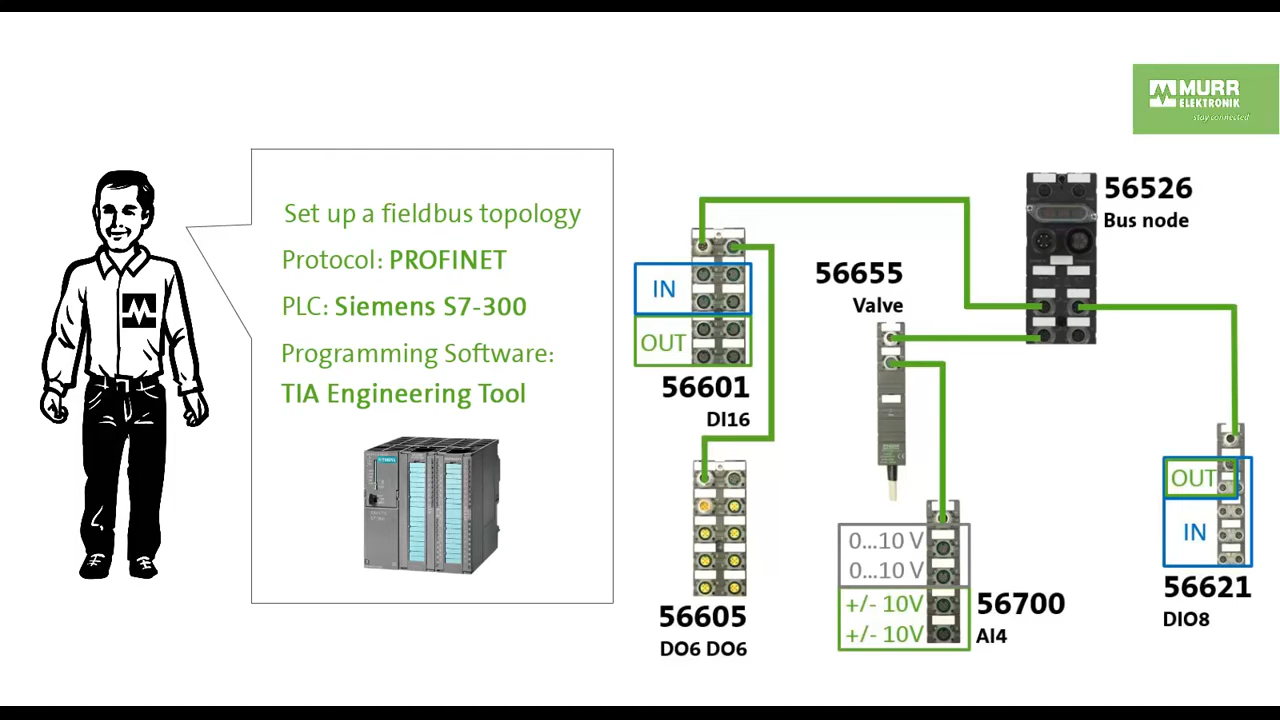 MURR
ELEKTRONIK
stay connected
Set up a fieldbus topology
Protocol: PROFINET
PLC: Siemens S7-300
Programming Software:
TIA Engineering Tool
SIEMENS
IN
OUT
56601
DI16
56605
DO6 DO6
56655
Valve
56526
Bus node
0...10 V
0...10 V
+/- 10V
+/- 10V
56700
AI4
OUT
IN
56621
DIO8